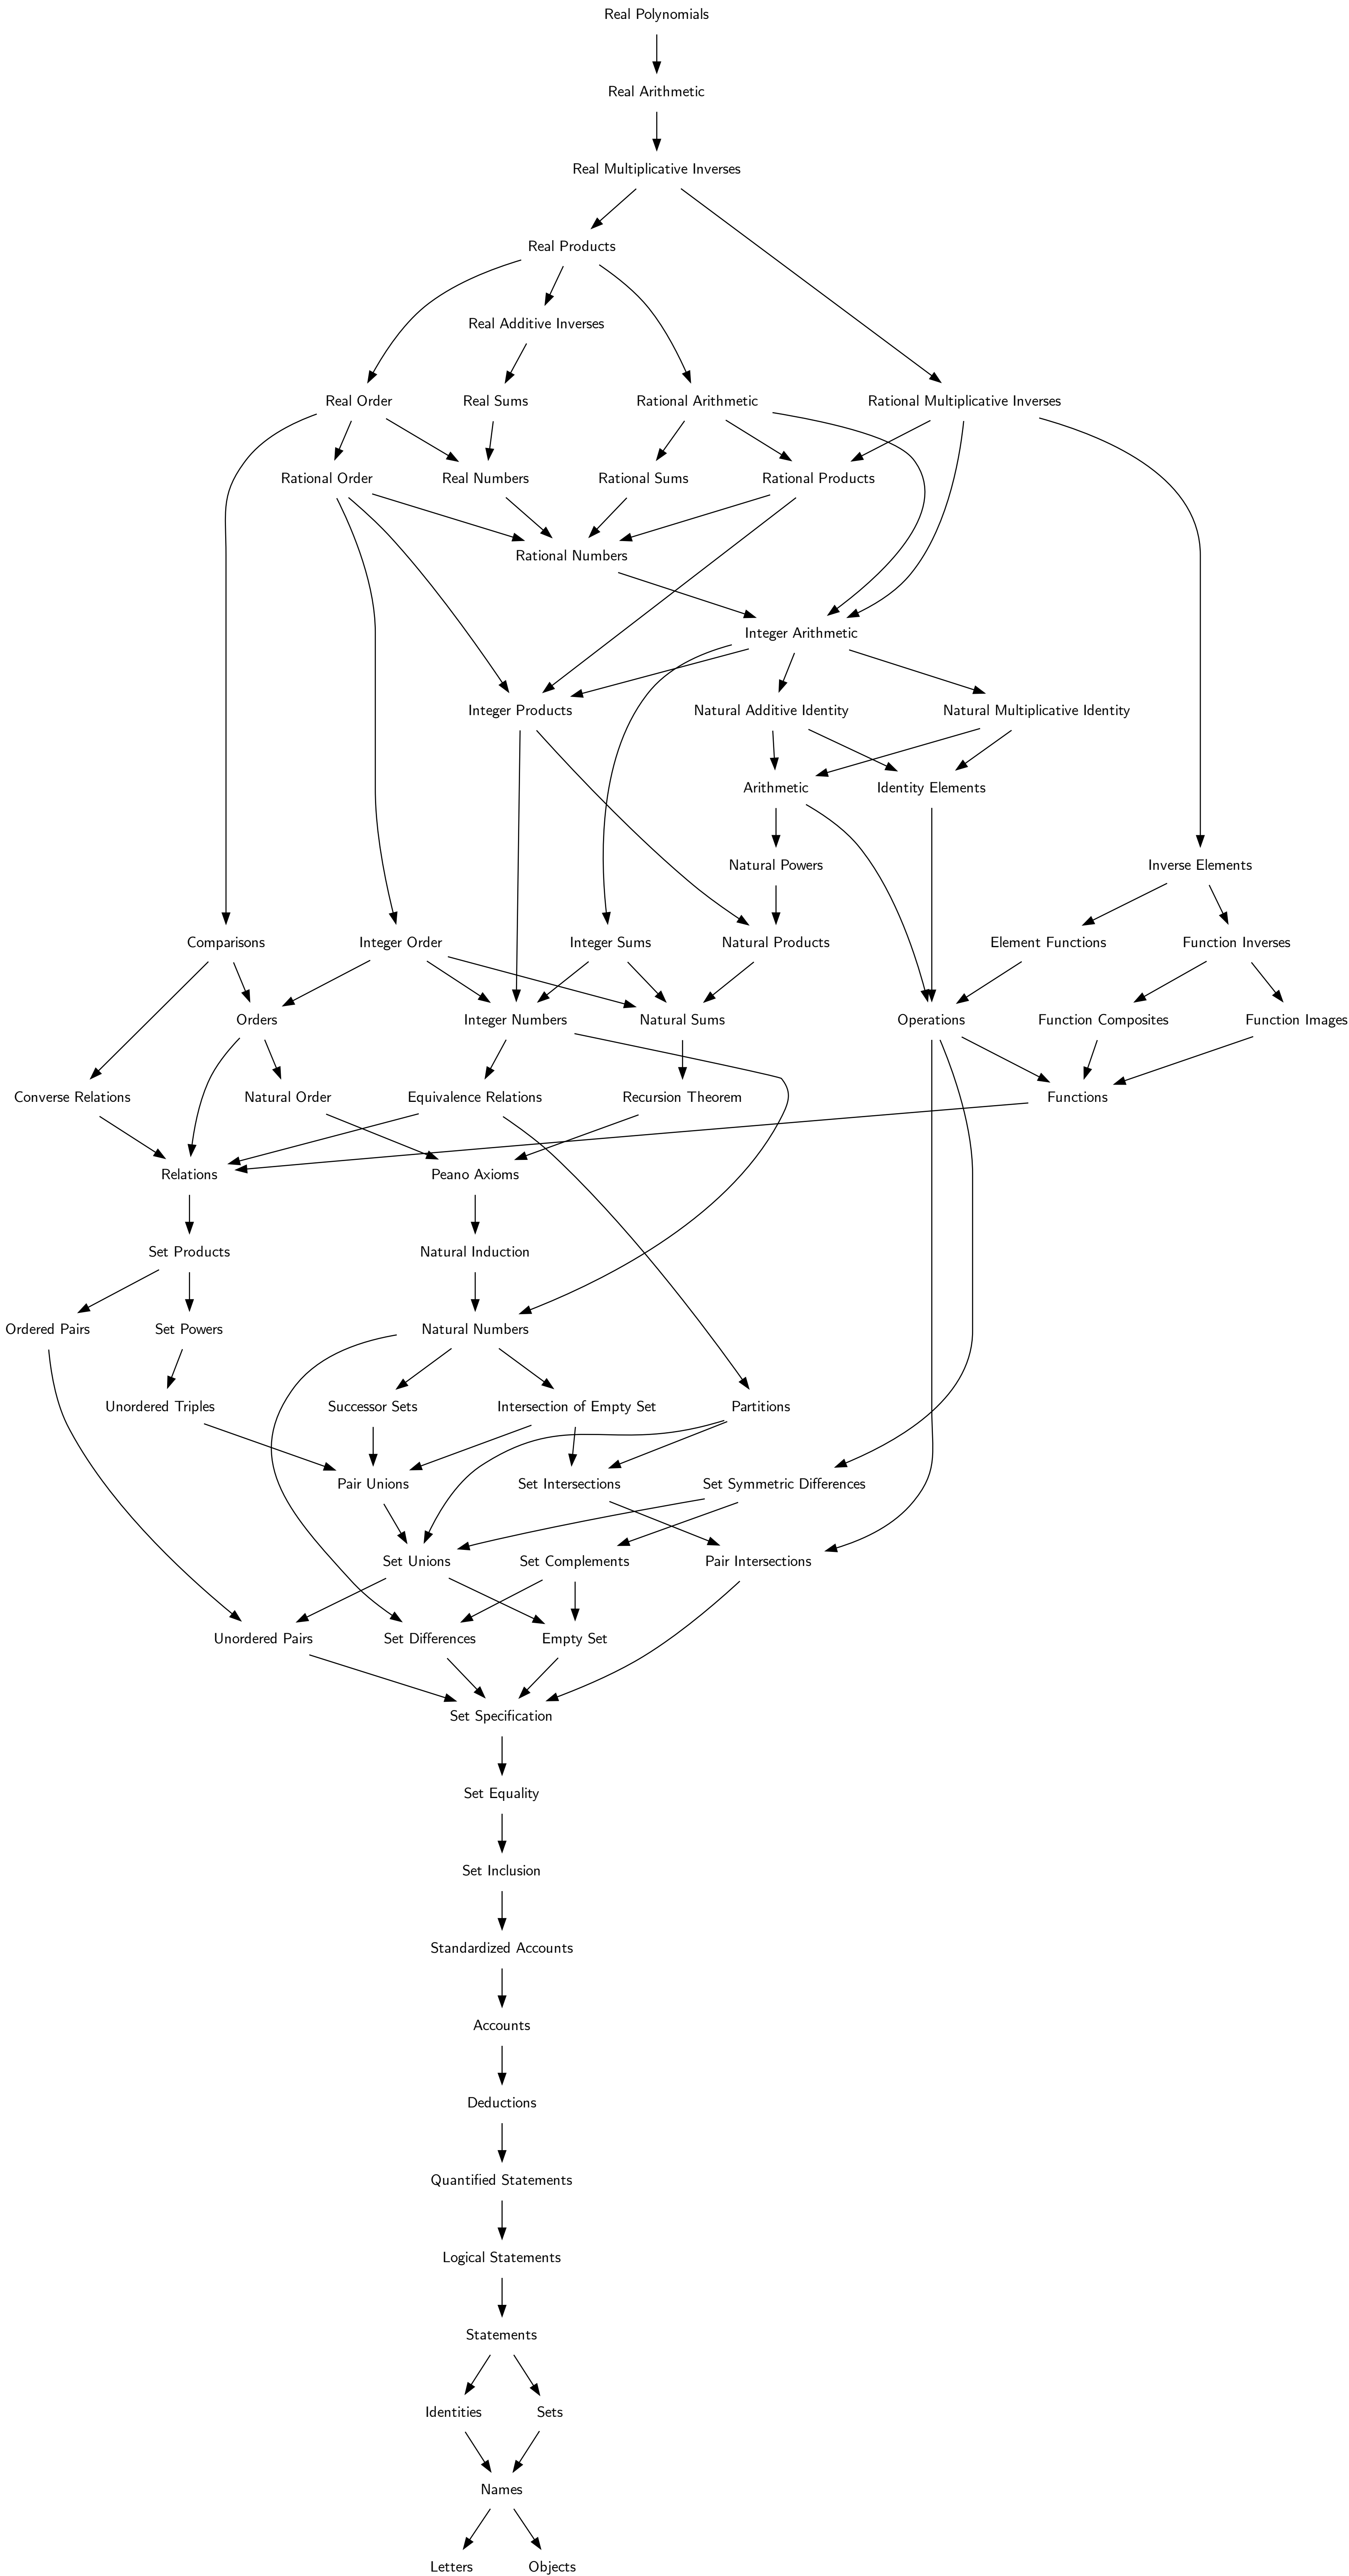 Real Polynomials
Real Arithmetic
Real Multiplicative Inverses
Real Products
Real Additive Inverses
Real Order
Real Sums
Rational Arithmetic
Rational Multiplicative Inverses
Rational Order
Real Numbers
Rational Sums
Rational Products
Rational Numbers
Integer Arithmetic
Integer Products
Natural Additive Identity
Natural Multiplicative Identity
Arithmetic
Identity Elements
Natural Powers
Inverse Elements
Comparisons
Integer Order
Integer Sums
Natural Products
Element Functions
Function Inverses
Orders
Integer Numbers
Natural Sums
Operations
Function Composites
Function Images
Converse Relations
Natural Order
Equivalence Relations
Recursion Theorem
Functions
Relations
Peano Axioms
Set Products
Natural Induction
Ordered Pairs
Set Powers
Natural Numbers
Unordered Triples
Successor Sets
Intersection of Empty Set
Partitions
Pair Unions
Set Intersections
Set Symmetric Differences
Set Unions
Set Complements
Pair Intersections
Unordered Pairs
Set Differences
Empty Set
Set Specification
Set Equality
Set Inclusion
Standardized Accounts
Accounts
Deductions
Quantified Statements
Logical Statements
Statements
Identities
Sets
Names
Letters
Objects